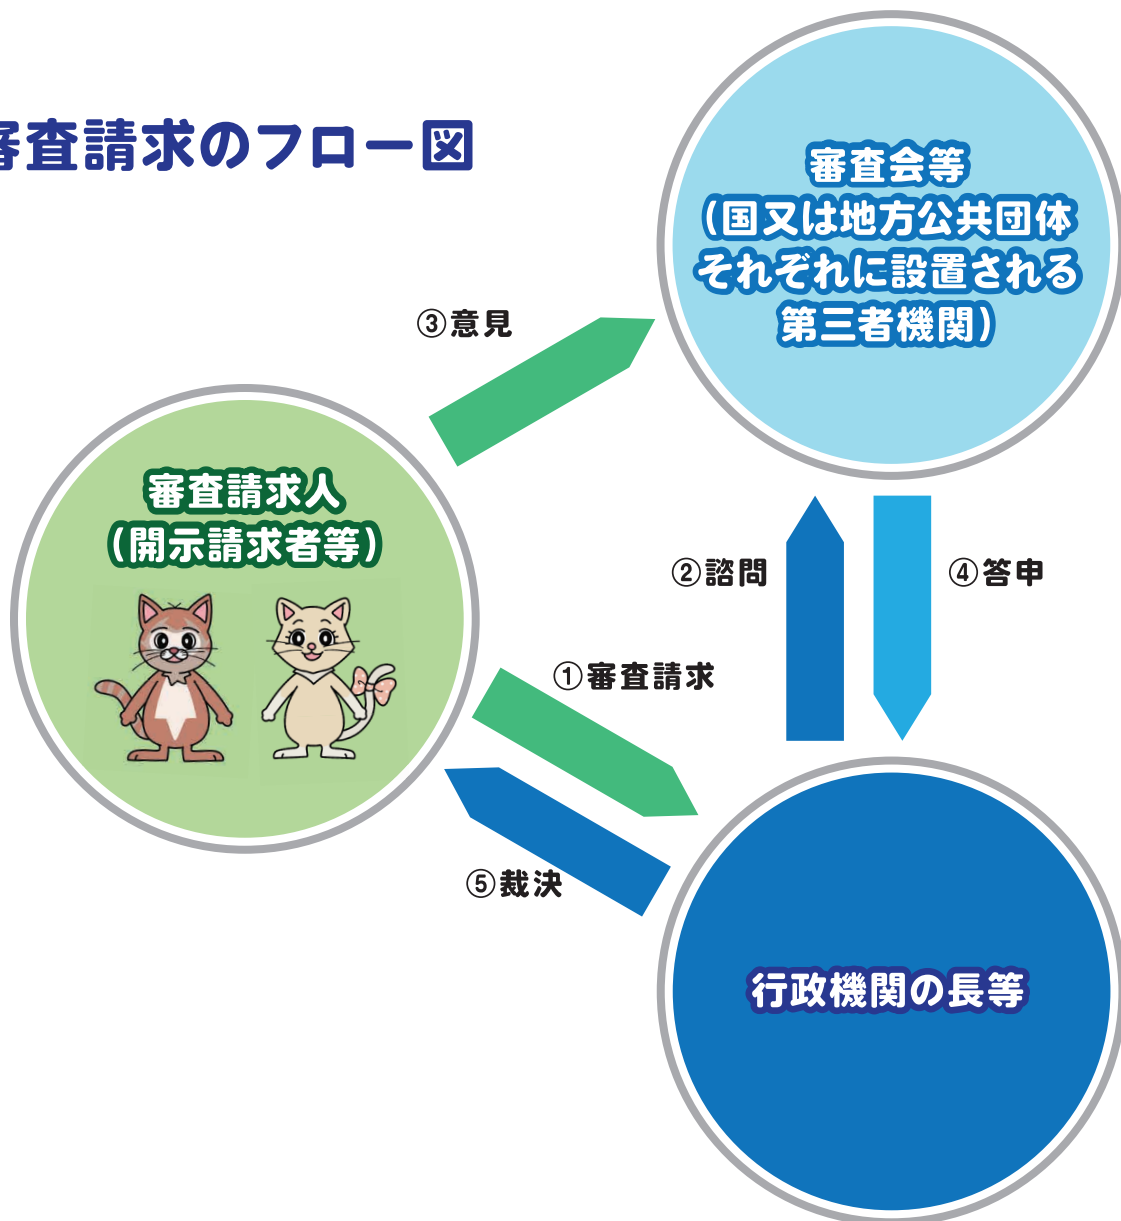 審査請求のフロー図
審査会等
（国又は地方公共団体
それぞれに設置される
第三者機関）
③意見
審査請求人
（開示請求者等）
②諮問
④答申
①審査請求
⑤裁決
行政機関の長等